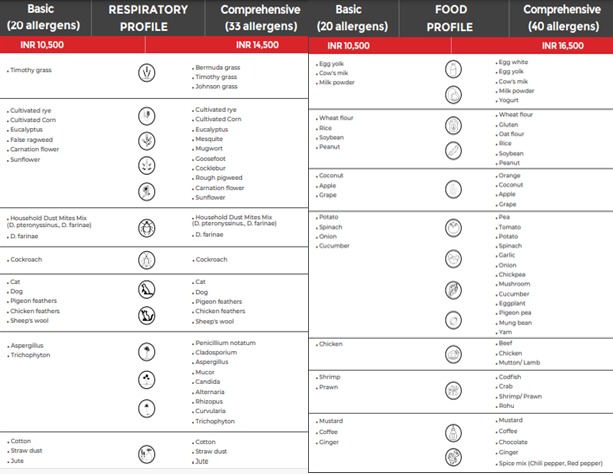 Basic
(20 allergens)
RESPIRATORY
PROFILE
Comprehensive
(33 allergens)
INR 10,500
INR 14,500
Timothy grass
Bermuda grass
Timothy grass
Johnson grass
Cultivated rye
Cultivated Corn
Eucalyptus
False ragweed
Carnation flower
Sunflower
Cultivated rye
Cultivated Corn
Eucalyptus
Mesquite
Mugwort
Goosefoot
Cocklebur
Rough pigweed
Carnation flower
Sunflower
Household Dust Mites Mix
(D. pteronyssinus, D. farinae)
D. farinae
Household Dust Mites Mix
(D. pteronyssinus, D. farinae)
D. farinae
Cockroach
Cockroach
Cat
Dog
Pigeon feathers
Chicken feathers
Sheep's wool
Cat
Dog
Pigeon feathers
Chicken feathers
Sheep's wool
Aspergillus
Trichophyton
Penicillium notatum
Cladosporium
Aspergillus
Mucor
Candida
Alternaria
Rhizopus
Curvularia
Trichophyton
Cotton
Straw dust
Jute
Cotton
Straw dust
Jute
Basic
(20 allergens)
FOOD
PROFILE
Comprehensive
(40 allergens)
INR 10,500
INR 16,500
Egg yolk
Cow's mik
Milk powder
Egg white
Egg yolk
Cow's mik
Milk powder
Yogurt
Wheat flour
Rice
Soybean
Peanut
Wheat flour
Gluten
Oat flour
Rice
Soybean
Peanut
Coconut
Apple
Grape
Orange
Coconut
Apple
Grape
Potato
Spinach
Onion
Cucumber
Pea
Tomato
Potato
Spinach
Garlic
Onion
Chickpea
Mushroom
Cucumber
Eggplant
Pigeon pea
Mung bean
Yam
Chicken
Beef
Chicken
Mutton/ Lamb
Shrimp
Prawn
Codfish
Crab
Shrimp/ Prawn
Rohu
Mustard
Coffee
Ginger
Mustard
Coffee
Chocolate
Ginger
Spice mix (Chili pepper, Red pepper)